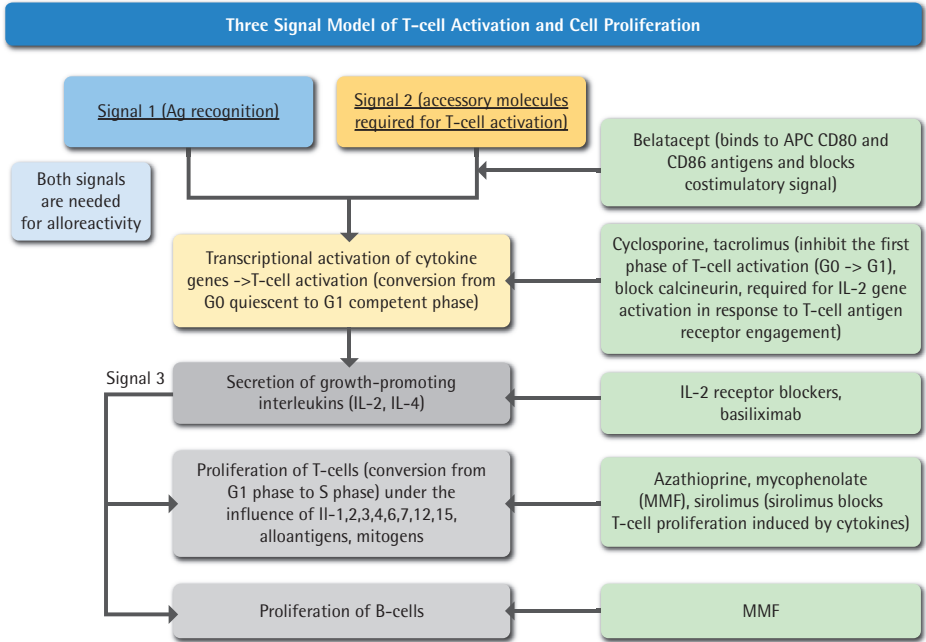 Three Signal Model of T-cell Activation and Cell Proliferation
Signal 1 (Ag recognition)
Signal 2 (accessory molecules
required for T-cell activation)
Belatacept (binds to APC CD80 and
CD86 antigens and blocks
costimulatory signal)
Both signals
are needed
for alloreactivity
Transcriptional activation of cytokine
genes ->T-cell activation (conversion from
G0 quiescent to G1 competent phase)
Cyclosporine, tacrolimus (inhibit the first
phase of T-cell activation (G0 -> G1),
block calcineurin, required for IL-2 gene
activation in response to T-cell antigen
receptor engagement)
Signal 3
Secretion of growth-promoting
interleukins (IL-2, IL-4)
IL-2 receptor blockers,
basiliximab
Proliferation of T-cells (conversion from
G1 phase to S phase) under the
influence of Il-1,2,3,4,6,7,12,15,
alloantigens, mitogens
Azathioprine, mycophenolate
(MMF), sirolimus (sirolimus blocks
T-cell proliferation induced by cytokines)
Proliferation of B-cells
MMF